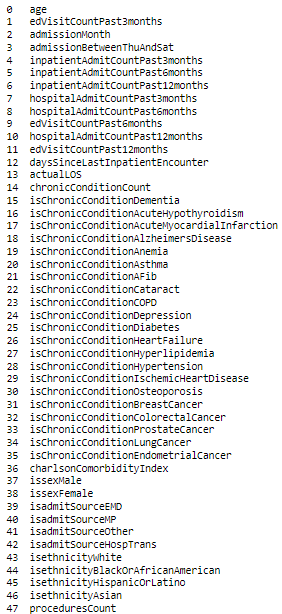 0 age
1 edVisitCountPast3months
2 admissionMonth
3 admissionBetweenThuAndSat
4 inpatientAdmitCountPast3months
5 inpatientAdmitCountPast6months
6 inpatientAdmitCountPast12months
7 hospitalAdmitCountPast3months
8 hospitalAdmitCountPast6months
9 edVisitCountPast6months
10 hospitalAdmitCountPast12months
11 edVisitCountPast12months
12 daysSinceLastInpatientEncounter
13 actualLOS
14 chronicConditionCount
15 isChronicConditionDementia
16 isChronicConditionAcuteHypothyroidism
17 isChronicConditionAcuteMyocardialInfarction
18 isChronicConditionAlzheimersDisease
19 isChronicConditionAnemia
20 isChronicConditionAsthma
21 isChronicConditionAFib
22 isChronicConditionCataract
23 isChronicConditionCOPD
24 isChronicConditionDepression
25 isChronicConditionDiabetes
26 isChronicConditionHeartFailure
27 isChronicConditionHyperlipidemia
28 isChronicConditionHypertension
29 isChronicConditionIschemicHeartDisease
30 isChronicConditionOsteoporosis
31 isChronicConditionBreastCancer
32 isChronicConditionColorectalCancer
33 isChronicConditionProstateCancer
34 isChronicConditionLungCancer
35 isChronicConditionEndometrialCancer
36 charlsonComorbidityIndex
37 issexMale
38 issexFemale
39 isadmitSourceEMD
40 isadmitSourceMP
41 isadmitSourceOther
42 isadmitSourceHospTrans
43 isethnicityWhite
44 isethnicityBlackOrAfricanAmerican
45 isethnicityHispanicOrLatino
46 isethnicityAsian
47 proceduresCount